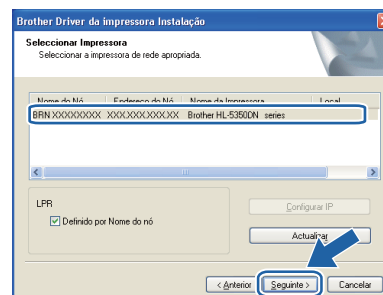 Brother Driver da impressora Instalação
Seleccionar Impressora
Seleccionar a impressora de rede apropriada.
Nome do Nó Endereço do Nó Nome da Impressora Local
BRN XXXXXXXXX XXX.XXX.XXX.XX Brother HL-5350DN series
LPR
Definido por Nome do nó
Configurar IP
Actualizar
< Anterior Seguinte > Cancelar